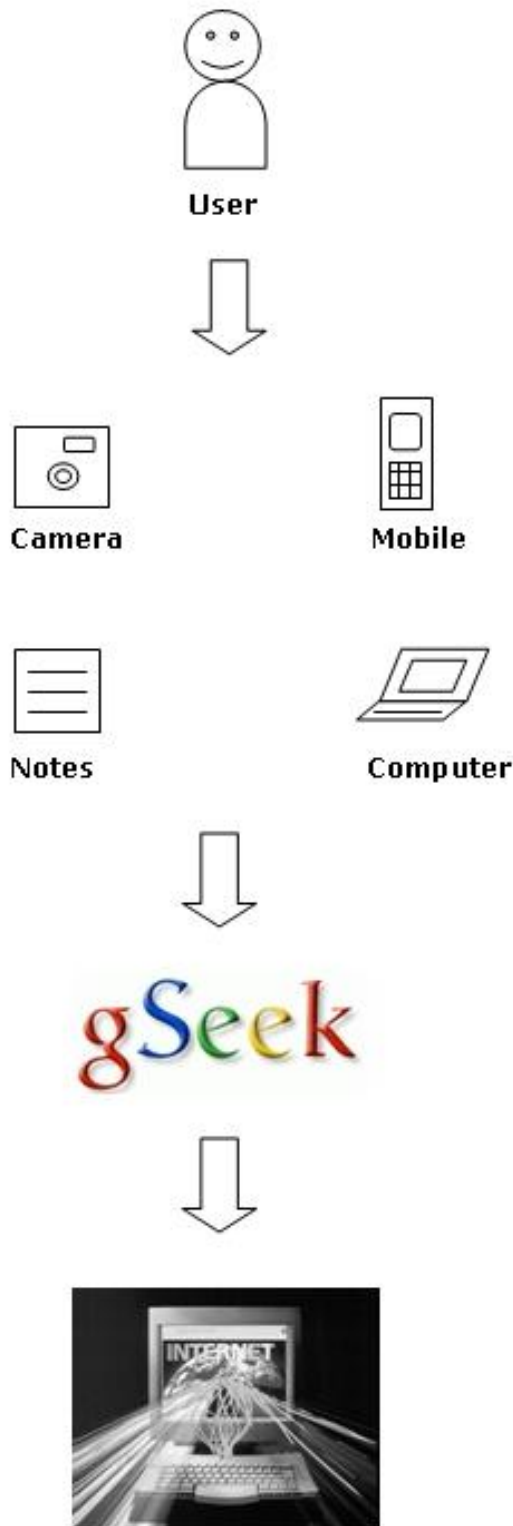 User
Camera
Mobile
Notes
Computer
gSeek
INTERNET